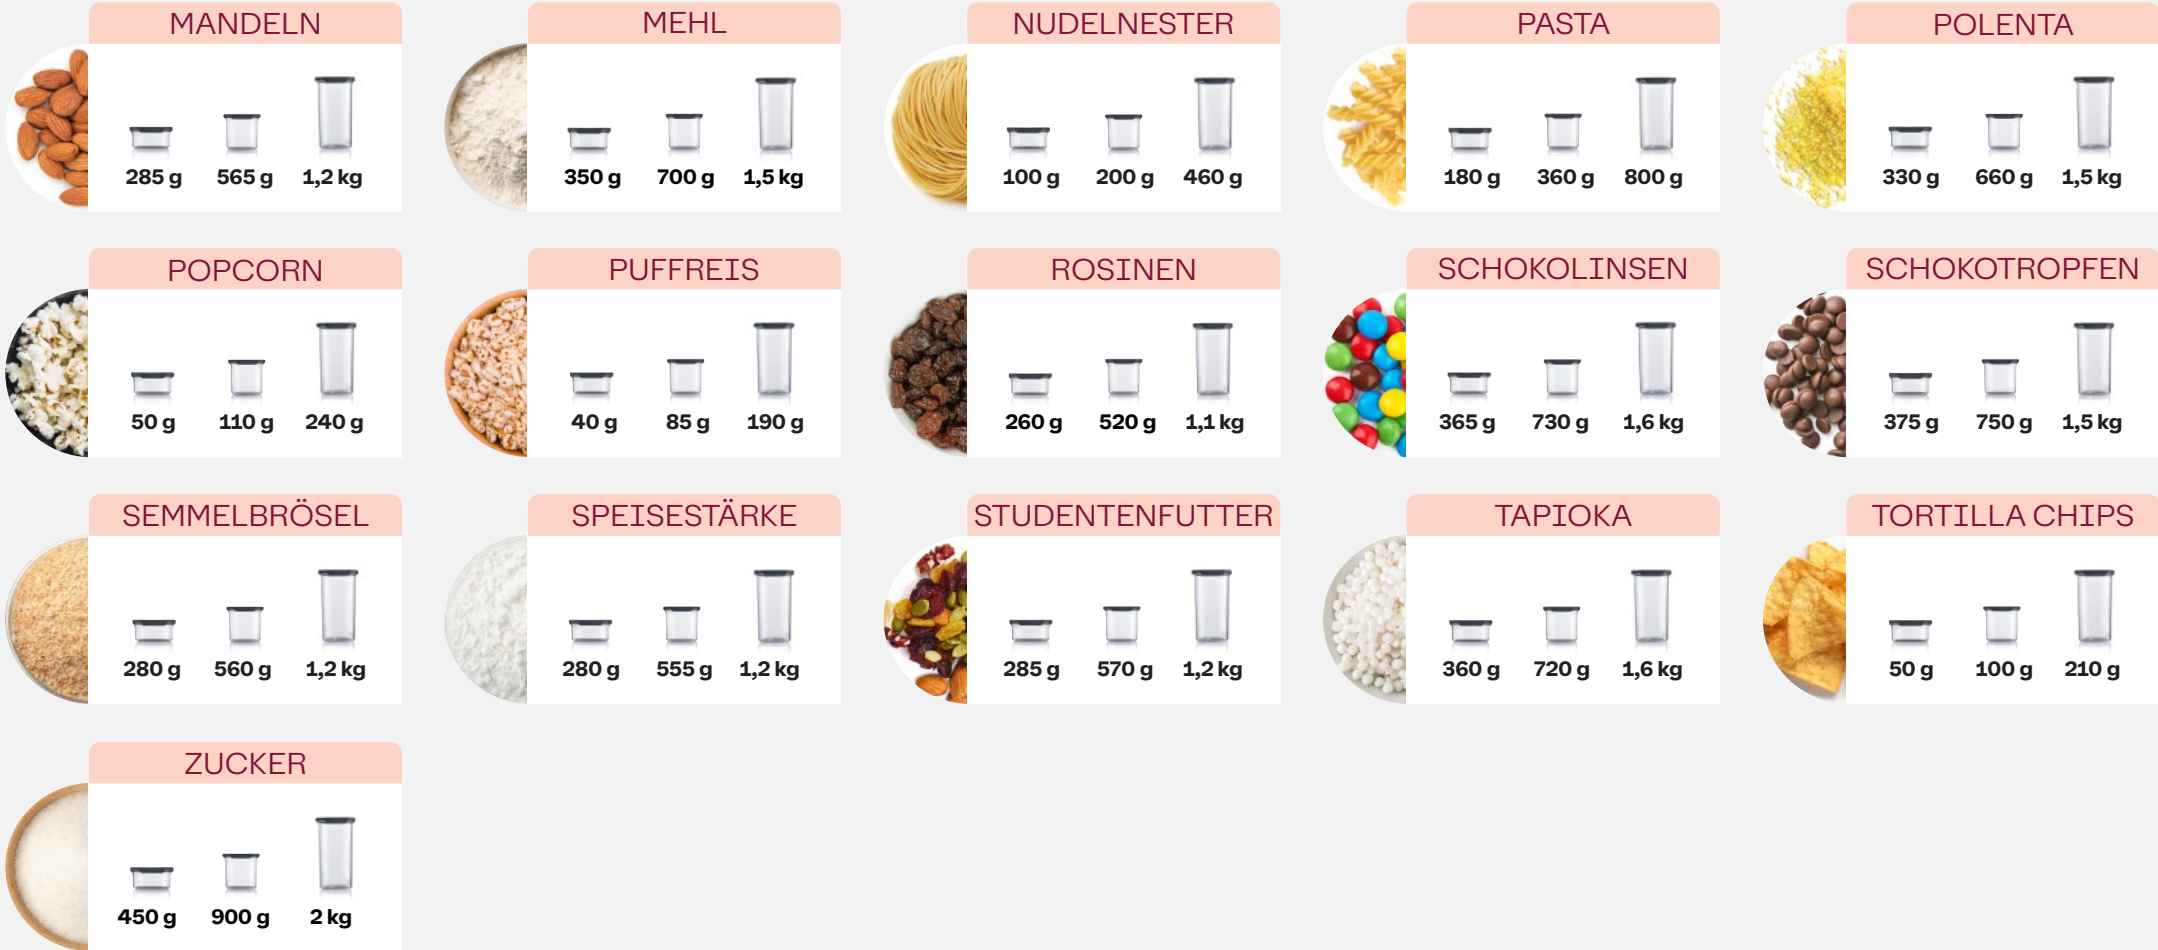 MANDELN
285 g 565 g 1,2 kg
MEHL
350 g 700 g 1,5 kg
NUDELNESTER
100 g 200 g 460 g
PASTA
180 g 360 g 800 g
POLENTA
330 g 660 g 1,5 kg
POPCORN
50 g 110 g 240 g
PUFFREIS
40 g 85 g 190 g
ROSINEN
260 g 520 g 1,1 kg
SCHOKOLINSEN
365 g 730 g 1,6 kg
SCHOKOTROPFEN
375 g 750 g 1,5 kg
SEMMELBRÖSEL
280 g 560 g 1,2 kg
SPEISESTÄRKE
280 g 555 g 1,2 kg
STUDENTENFUTTER
285 g 570 g 1,2 kg
TAPIOKA
360 g 720 g 1,6 kg
TORTILLA CHIPS
50 g 100 g 210 g
ZUCKER
450 g 900 g 2 kg